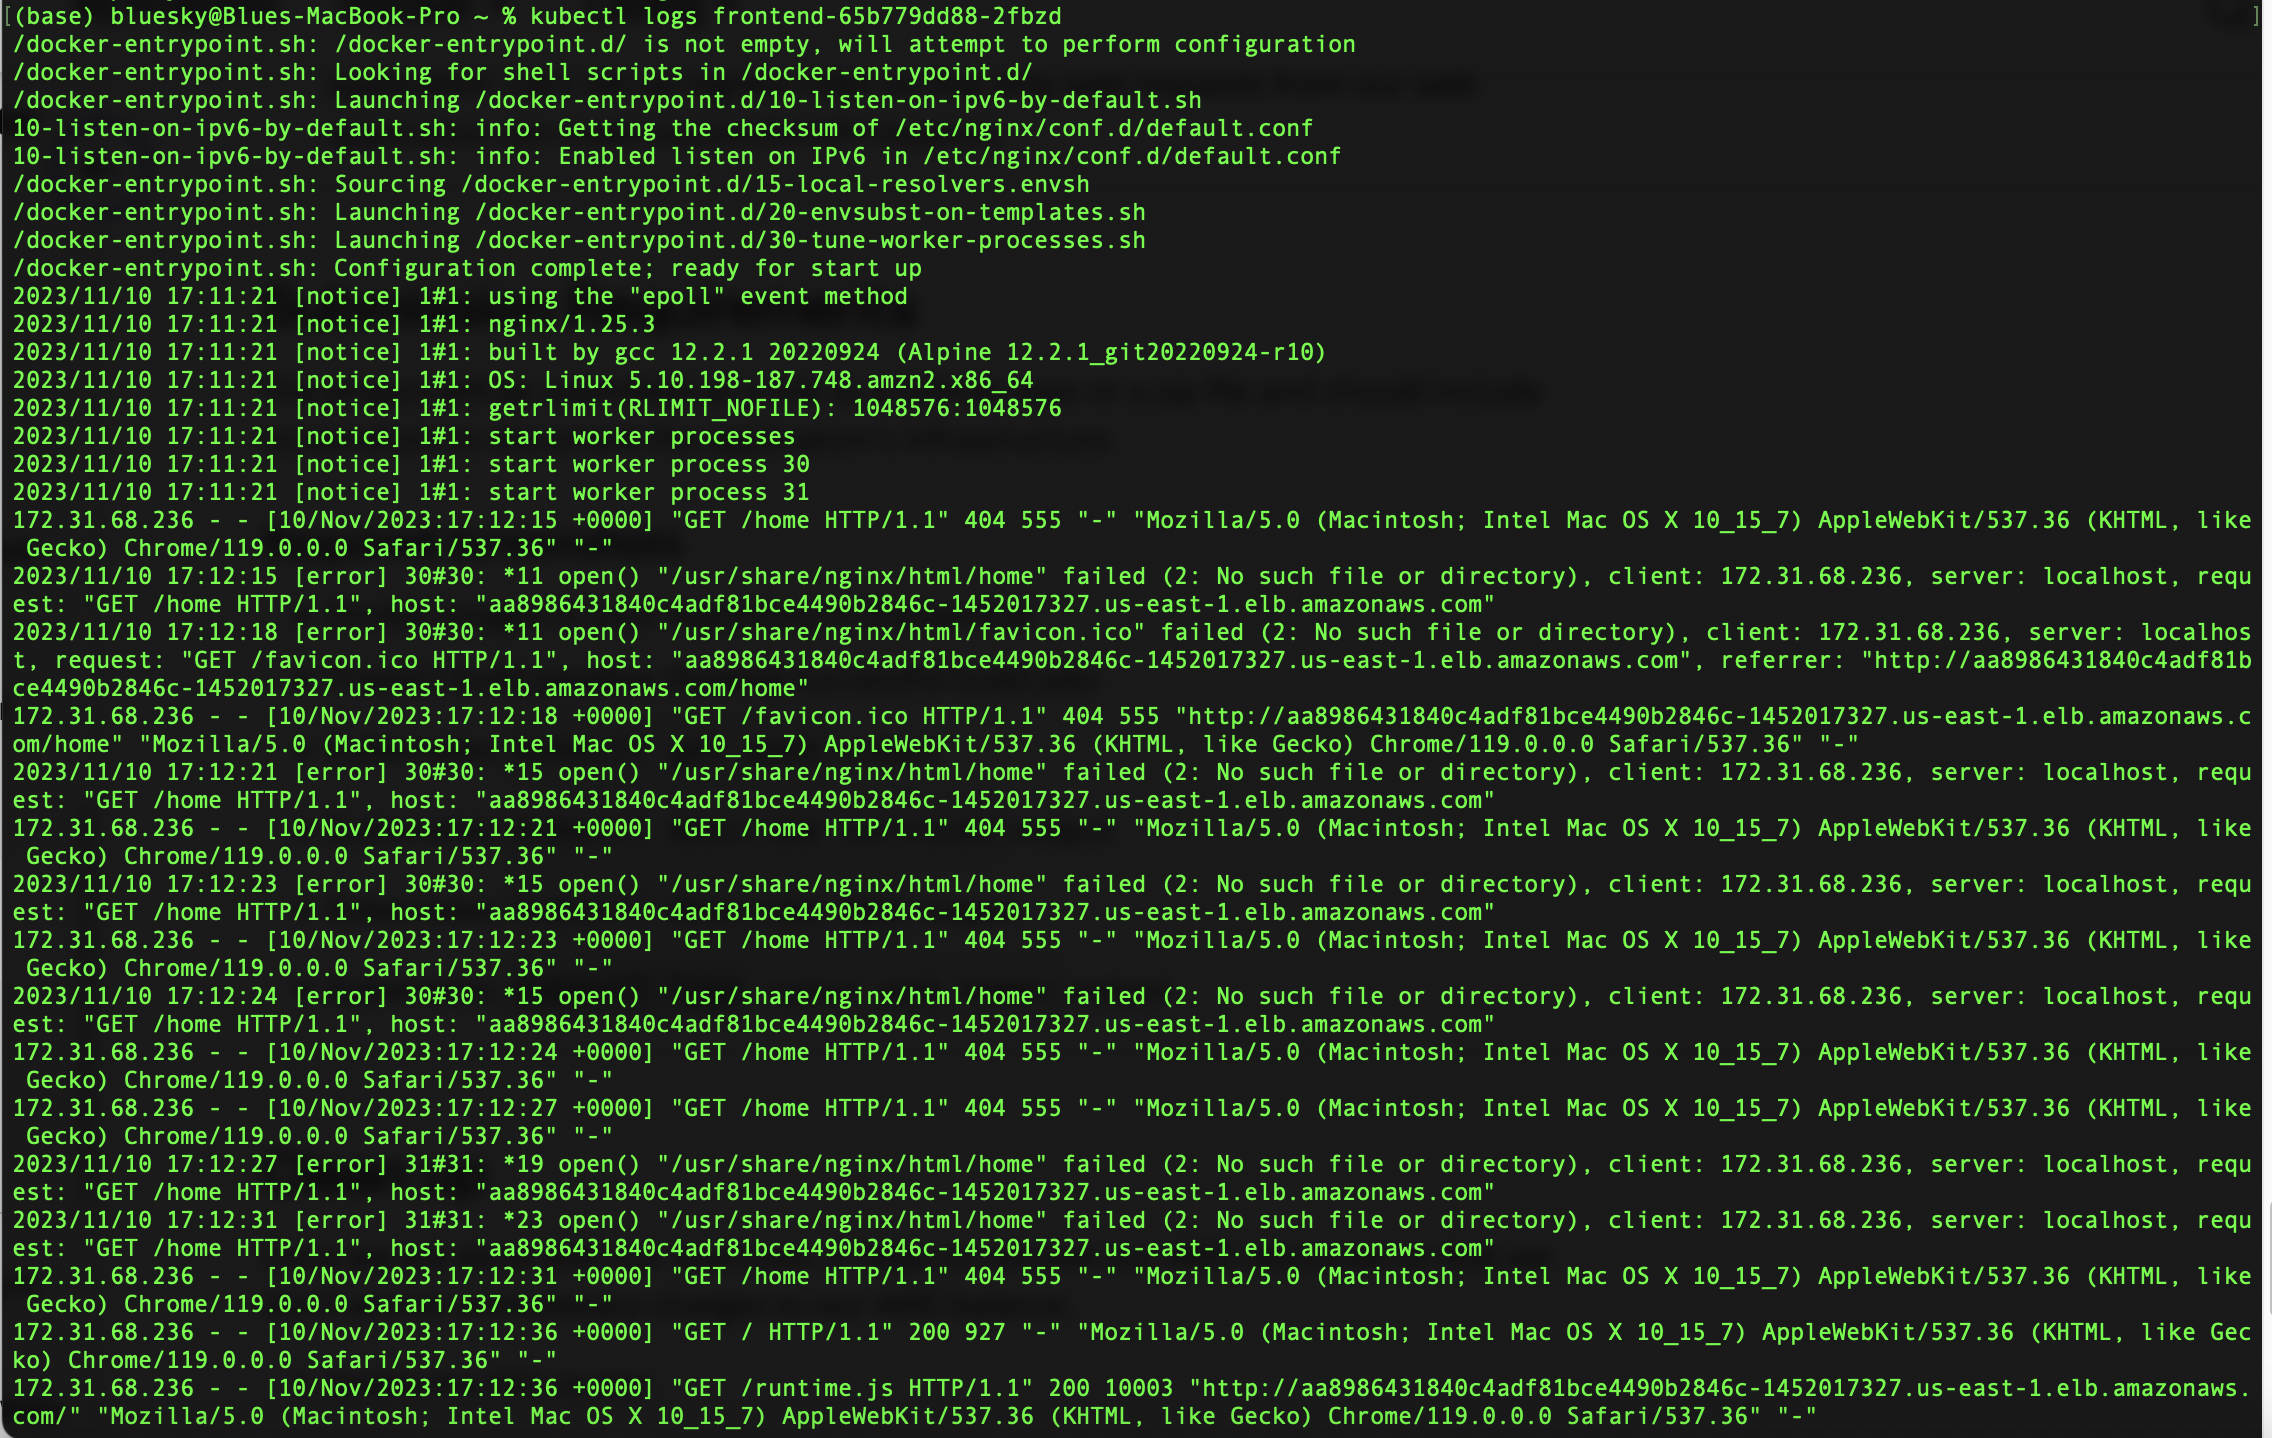 [(base) bluesky@Blues-MacBook-Pro ~ % kubectl logs frontend-65b779dd88-2fbzd ]
/docker-entrypoint.sh: /docker-entrypoint.d/ is not empty, will attempt to perform configuration
/docker-entrypoint.sh: Looking for shell scripts in /docker-entrypoint.d/
/docker-entrypoint.sh: Launching /docker-entrypoint.d/10-listen-on-ipv6-by-default.sh
10-listen-on-ipv6-by-default.sh: info: Getting the checksum of /etc/nginx/conf.d/default.conf
10-listen-on-ipv6-by-default.sh: info: Enabled listen on IPv6 in /etc/nginx/conf.d/default.conf
/docker-entrypoint.sh: Sourcing /docker-entrypoint.d/15-local-resolvers.envsh
/docker-entrypoint.sh: Launching /docker-entrypoint.d/20-envsubst-on-templates.sh
/docker-entrypoint.sh: Launching /docker-entrypoint.d/30-tune-worker-processes.sh
/docker-entrypoint.sh: Configuration complete; ready for start up
2023/11/10 17:11:21 [notice] 1#1: using the "epoll" event method
2023/11/10 17:11:21 [notice] 1#1: nginx/1.25.3
2023/11/10 17:11:21 [notice] 1#1: built by gcc 12.2.1 20220924 (Alpine 12.2.1_git20220924-r10)
2023/11/10 17:11:21 [notice] 1#1: OS: Linux 5.10.198-187.748.amzn2.x86_64
2023/11/10 17:11:21 [notice] 1#1: getrlimit(RLIMIT_NOFILE): 1048576:1048576
2023/11/10 17:11:21 [notice] 1#1: start worker processes
2023/11/10 17:11:21 [notice] 1#1: start worker process 30
2023/11/10 17:11:21 [notice] 1#1: start worker process 31
172.31.68.236 - - [10/Nov/2023:17:12:15 +0000] "GET /home HTTP/1.1" 404 555 "-" "Mozilla/5.0 (Macintosh; Intel Mac OS X 10_15_7) AppleWebKit/537.36 (KHTML, like
 Gecko) Chrome/119.0.0.0 Safari/537.36" "-"
2023/11/10 17:12:15 [error] 30#30: *11 open() "/usr/share/nginx/html/home" failed (2: No such file or directory), client: 172.31.68.236, server: localhost, requ
est: "GET /home HTTP/1.1", host: "aa8986431840c4adf81bce4490b2846c-1452017327.us-east-1.elb.amazonaws.com"
2023/11/10 17:12:18 [error] 30#30: *11 open() "/usr/share/nginx/html/favicon.ico" failed (2: No such file or directory), client: 172.31.68.236, server: localhos
t, request: "GET /favicon.ico HTTP/1.1", host: "aa8986431840c4adf81bce4490b2846c-1452017327.us-east-1.elb.amazonaws.com", referrer: "http://aa8986431840c4adf81b
ce4490b2846c-1452017327.us-east-1.elb.amazonaws.com/home"
172.31.68.236 - - [10/Nov/2023:17:12:18 +0000] "GET /favicon.ico HTTP/1.1" 404 555 "http://aa8986431840c4adf81bce4490b2846c-1452017327.us-east-1.elb.amazonaws.c
om/home" "Mozilla/5.0 (Macintosh; Intel Mac OS X 10_15_7) AppleWebKit/537.36 (KHTML, like Gecko) Chrome/119.0.0.0 Safari/537.36" "-"
2023/11/10 17:12:21 [error] 30#30: *15 open() "/usr/share/nginx/html/home" failed (2: No such file or directory), client: 172.31.68.236, server: localhost, requ
est: "GET /home HTTP/1.1", host: "aa8986431840c4adf81bce4490b2846c-1452017327.us-east-1.elb.amazonaws.com"
172.31.68.236 - - [10/Nov/2023:17:12:21 +0000] "GET /home HTTP/1.1" 404 555 "-" "Mozilla/5.0 (Macintosh; Intel Mac OS X 10_15_7) AppleWebKit/537.36 (KHTML, like
 Gecko) Chrome/119.0.0.0 Safari/537.36" "-"
2023/11/10 17:12:23 [error] 30#30: *15 open() "/usr/share/nginx/html/home" failed (2: No such file or directory), client: 172.31.68.236, server: localhost, requ
est: "GET /home HTTP/1.1", host: "aa8986431840c4adf81bce4490b2846c-1452017327.us-east-1.elb.amazonaws.com"
172.31.68.236 - - [10/Nov/2023:17:12:23 +0000] "GET /home HTTP/1.1" 404 555 "-" "Mozilla/5.0 (Macintosh; Intel Mac OS X 10_15_7) AppleWebKit/537.36 (KHTML, like
 Gecko) Chrome/119.0.0.0 Safari/537.36" "-"
2023/11/10 17:12:24 [error] 30#30: *15 open() "/usr/share/nginx/html/home" failed (2: No such file or directory), client: 172.31.68.236, server: localhost, requ
est: "GET /home HTTP/1.1", host: "aa8986431840c4adf81bce4490b2846c-1452017327.us-east-1.elb.amazonaws.com"
172.31.68.236 - - [10/Nov/2023:17:12:24 +0000] "GET /home HTTP/1.1" 404 555 "-" "Mozilla/5.0 (Macintosh; Intel Mac OS X 10_15_7) AppleWebKit/537.36 (KHTML, like
 Gecko) Chrome/119.0.0.0 Safari/537.36" "-"
172.31.68.236 - - [10/Nov/2023:17:12:27 +0000] "GET /home HTTP/1.1" 404 555 "-" "Mozilla/5.0 (Macintosh; Intel Mac OS X 10_15_7) AppleWebKit/537.36 (KHTML, like
 Gecko) Chrome/119.0.0.0 Safari/537.36" "-"
2023/11/10 17:12:27 [error] 31#31: *19 open() "/usr/share/nginx/html/home" failed (2: No such file or directory), client: 172.31.68.236, server: localhost, requ
est: "GET /home HTTP/1.1", host: "aa8986431840c4adf81bce4490b2846c-1452017327.us-east-1.elb.amazonaws.com"
2023/11/10 17:12:31 [error] 31#31: *23 open() "/usr/share/nginx/html/home" failed (2: No such file or directory), client: 172.31.68.236, server: localhost, requ
est: "GET /home HTTP/1.1", host: "aa8986431840c4adf81bce4490b2846c-1452017327.us-east-1.elb.amazonaws.com"
172.31.68.236 - - [10/Nov/2023:17:12:31 +0000] "GET /home HTTP/1.1" 404 555 "-" "Mozilla/5.0 (Macintosh; Intel Mac OS X 10_15_7) AppleWebKit/537.36 (KHTML, like
 Gecko) Chrome/119.0.0.0 Safari/537.36" "-"
172.31.68.236 - - [10/Nov/2023:17:12:36 +0000] "GET / HTTP/1.1" 200 927 "-" "Mozilla/5.0 (Macintosh; Intel Mac OS X 10_15_7) AppleWebKit/537.36 (KHTML, like Gec
ko) Chrome/119.0.0.0 Safari/537.36" "-"
172.31.68.236 - - [10/Nov/2023:17:12:36 +0000] "GET /runtime.js HTTP/1.1" 200 10003 "http://aa8986431840c4adf81bce4490b2846c-1452017327.us-east-1.elb.amazonaws.
com/" "Mozilla/5.0 (Macintosh; Intel Mac OS X 10_15_7) AppleWebKit/537.36 (KHTML, like Gecko) Chrome/119.0.0.0 Safari/537.36" "-"